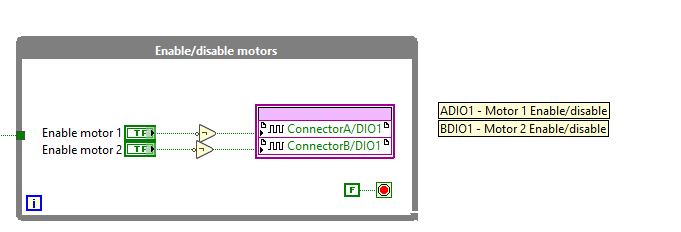 Enable/disable motors
Enable motor 1 TF
ConnectorA/DIO1
Enable motor 2 TF
ConnectorB/DIO1
ADIO1 - Motor 1 Enable/disable
BDIO1 - Motor 2 Enable/disable
F
i